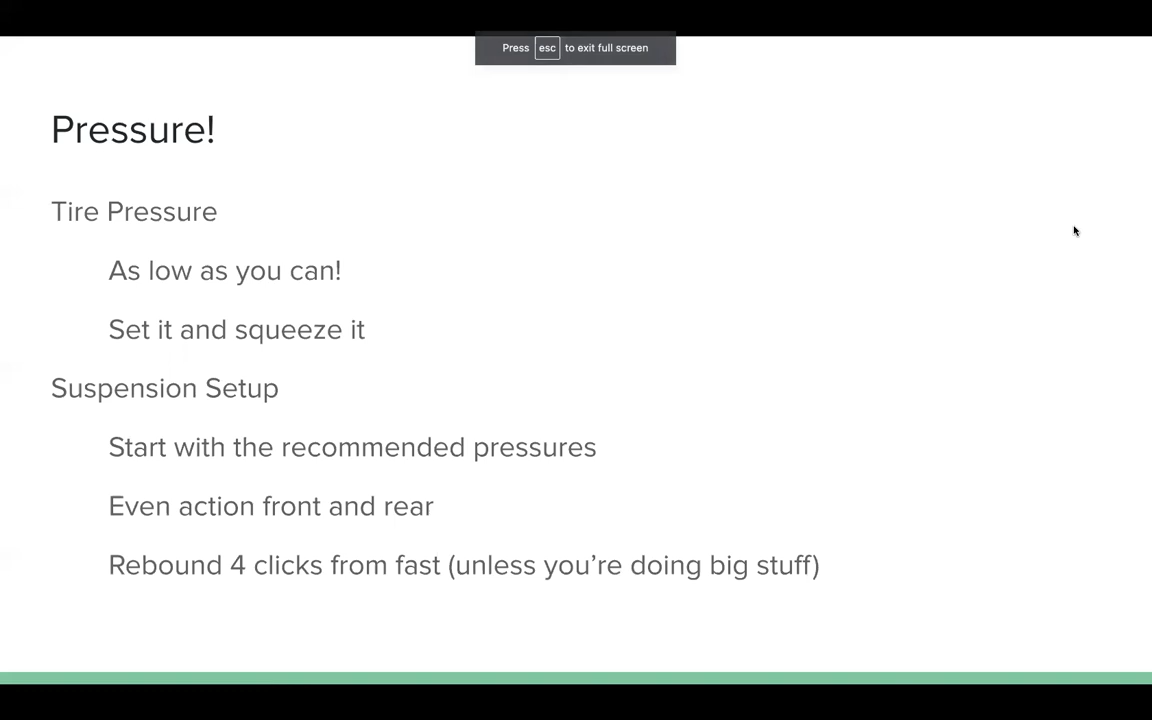 Press esc to exit full screen
Pressure!
Tire Pressure
As low as you can!
Set it and squeeze it
Suspension Setup
Start with the recommended pressures
Even action front and rear
Rebound 4 clicks from fast (unless you’re doing big stuff)